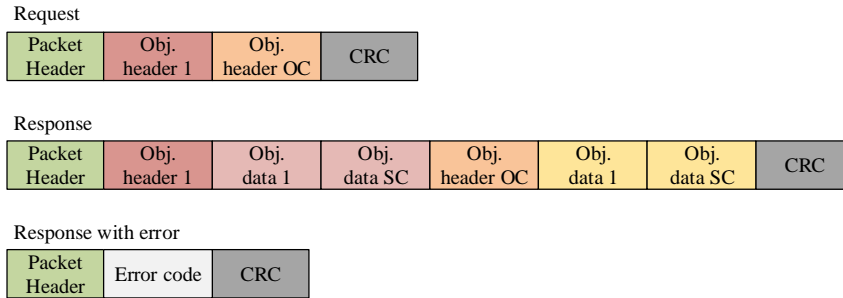 Request
Packet Obj. Obj. CRC
Header header 1 header OC
Response
Packet Obj. Obj. Obj. Obj. Obj. Obj. CRC
Header header 1 data 1 data SC header OC data 1 data SC
Response with error
Packet Error code CRC
Header